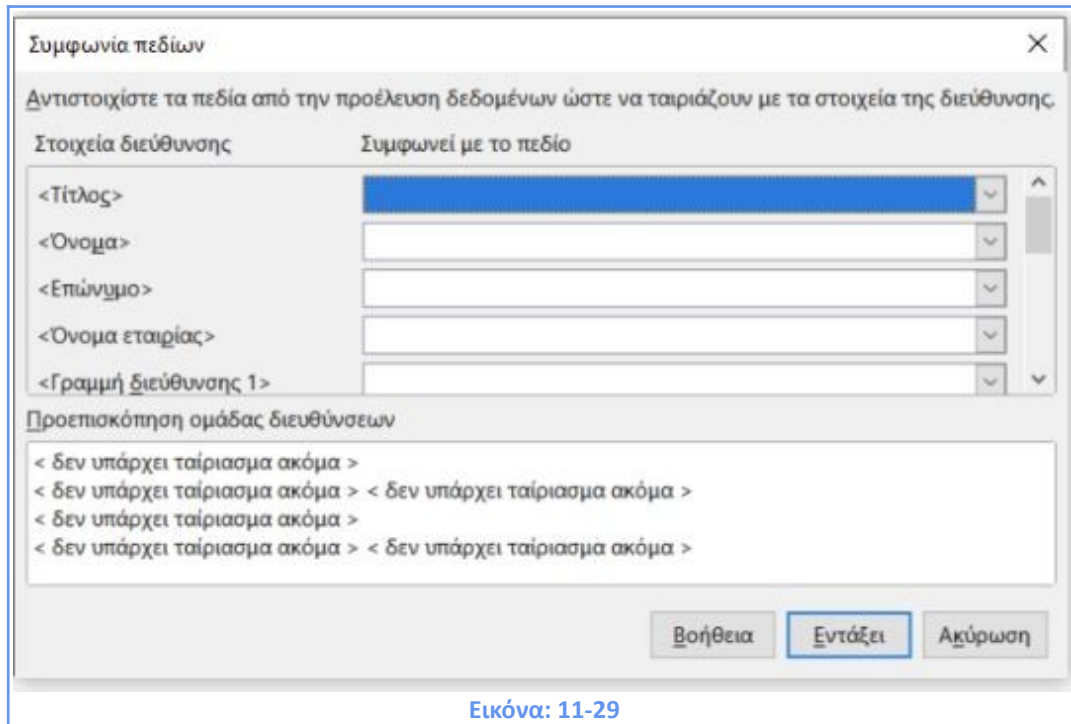 Συμφωνία πεδίων
Αντιστοιχίστε τα πεδία από την προέλευση δεδομένων ώστε να ταιριάζουν με τα στοιχεία της διεύθυνσης.
Στοιχεία διεύθυνσης Συμφωνεί με το πεδίο
<Τίτλος>
<Όνομα>
<Επώνυμο>
<Όνομα εταιρίας>
<Γραμμή διεύθυνσης 1>
Προεπισκόπηση ομάδας διευθύνσεων
< δεν υπάρχει ταίριασμα ακόμα >
< δεν υπάρχει ταίριασμα ακόμα > < δεν υπάρχει ταίριασμα ακόμα >
< δεν υπάρχει ταίριασμα ακόμα >
< δεν υπάρχει ταίριασμα ακόμα > < δεν υπάρχει ταίριασμα ακόμα >
Βοήθεια Εντάξει Ακύρωση
Εικόνα: 11-29